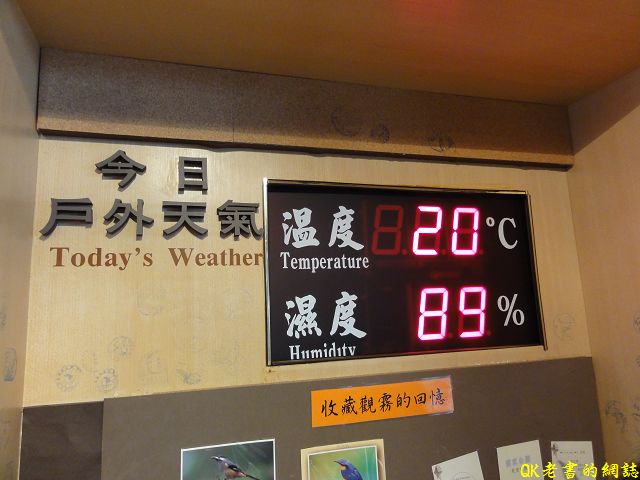 今日
戶外天氣
Today's Weather
溫度 20 °C
Temperature
濕度 89 %
Humidity
收藏觀霧的回憶
QK老書的網誌